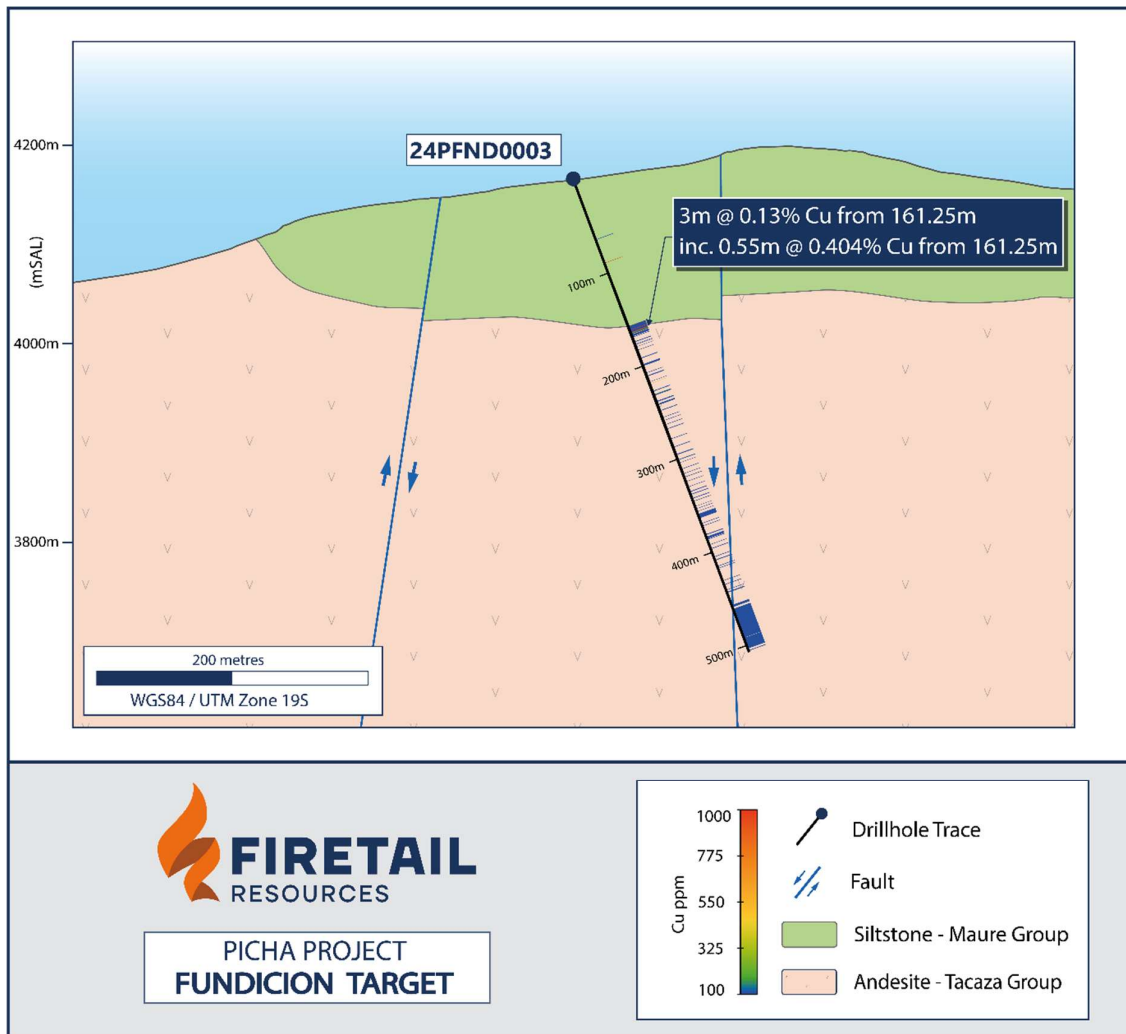 4200m
24PFND0003
3m @ 0.13% Cu from 161.25m
inc. 0.55m @ 0.404% Cu from 161.25m
(mSAL)
100m
4000m
200m
300m
3800m
400m
500m
200 metres
WGS84 / UTM Zone 19S
FIRETAIL
RESOURCES
PICHA PROJECT
FUNDICION TARGET
Cu ppm
1000
775
550
325
100
Drillhole Trace
Fault
Siltstone - Maure Group
Andesite - Tacaza Group